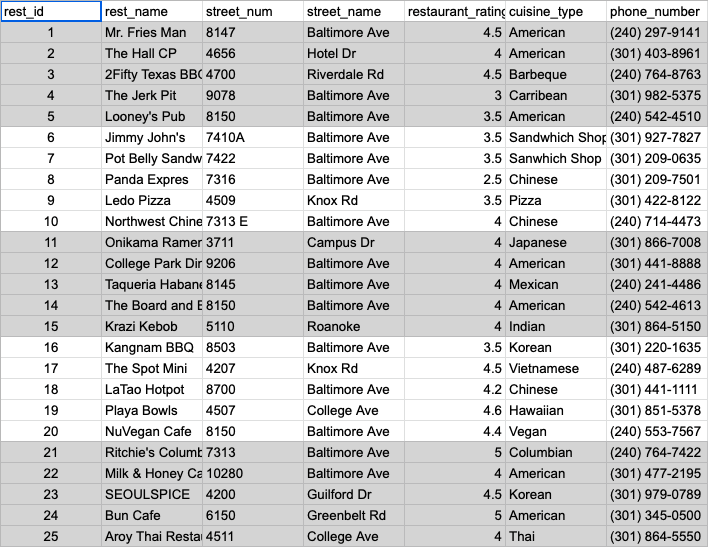 rest_id rest_name street_num street_name restaurant_rating cuisine_type phone_number
1 Mr. Fries Man 8147 Baltimore Ave 4.5 American (240) 297-9141
2 The Hall CP 4656 Hotel Dr 4 American (301) 403-8961
3 2Fifty Texas BBQ 4700 Riverdale Rd 4.5 Barbeque (240) 764-8763
4 The Jerk Pit 9078 Baltimore Ave 3 Carribean (301) 982-5375
5 Looney's Pub 8150 Baltimore Ave 3.5 American (240) 542-4510
6 Jimmy John's 7410A Baltimore Ave 3.5 Sandwhich Shop (301) 927-7827
7 Pot Belly Sandw 7422 Baltimore Ave 3.5 Sanwhich Shop (301) 209-0635
8 Panda Expres 7316 Baltimore Ave 2.5 Chinese (301) 209-7501
9 Ledo Pizza 4509 Knox Rd 3.5 Pizza (301) 422-8122
10 Northwest Chine 7313 E Baltimore Ave 4 Chinese (240) 714-4473
11 Onikama Ramen 3711 Campus Dr 4 Japanese (301) 866-7008
12 College Park Din 9206 Baltimore Ave 4 American (301) 441-8888
13 Taqueria Habane 8145 Baltimore Ave 4 Mexican (240) 241-4486
14 The Board and B 8150 Baltimore Ave 4 American (240) 542-4613
15 Krazi Kebob 5110 Roanoke 4 Indian (301) 864-5150
16 Kangnam BBQ 8503 Baltimore Ave 3.5 Korean (301) 220-1635
17 The Spot Mini 4207 Knox Rd 4.5 Vietnamese (240) 487-6289
18 LaTao Hotpot 8700 Baltimore Ave 4.2 Chinese (301) 441-1111
19 Playa Bowls 4507 College Ave 4.6 Hawaiian (301) 851-5378
20 NuVegan Cafe 8150 Baltimore Ave 4.4 Vegan (240) 553-7567
21 Ritchie's Columb 7313 Baltimore Ave 5 Columbian (240) 764-7422
22 Milk & Honey Ca 10280 Baltimore Ave 4 American (301) 477-2195
23 SEOULSPICE 4200 Guilford Dr 4.5 Korean (301) 979-0789
24 Bun Cafe 6150 Greenbelt Rd 5 American (301) 345-0500
25 Aroy Thai Restau 4511 College Ave 4 Thai (301) 864-5550